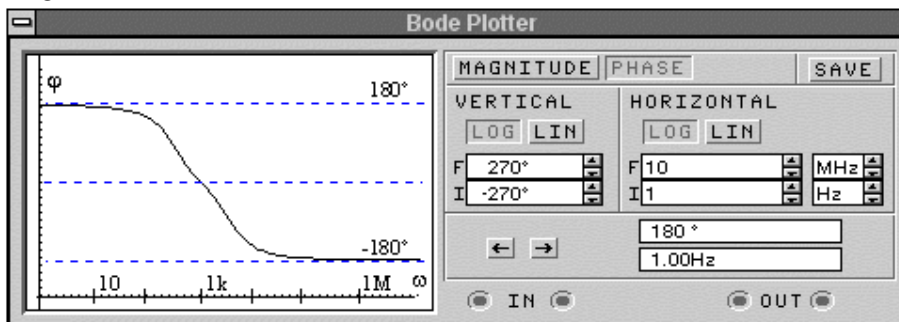 Bode Plotter
φ
180°
-180°
10
1k
1M
ω
MAGNITUDE PHASE SAVE
VERTICAL
LOG LIN
F 270°
I -270°
HORIZONTAL
LOG LIN
F 10 MHz
I 1 Hz
← →
180 °
1.00Hz
IN OUT